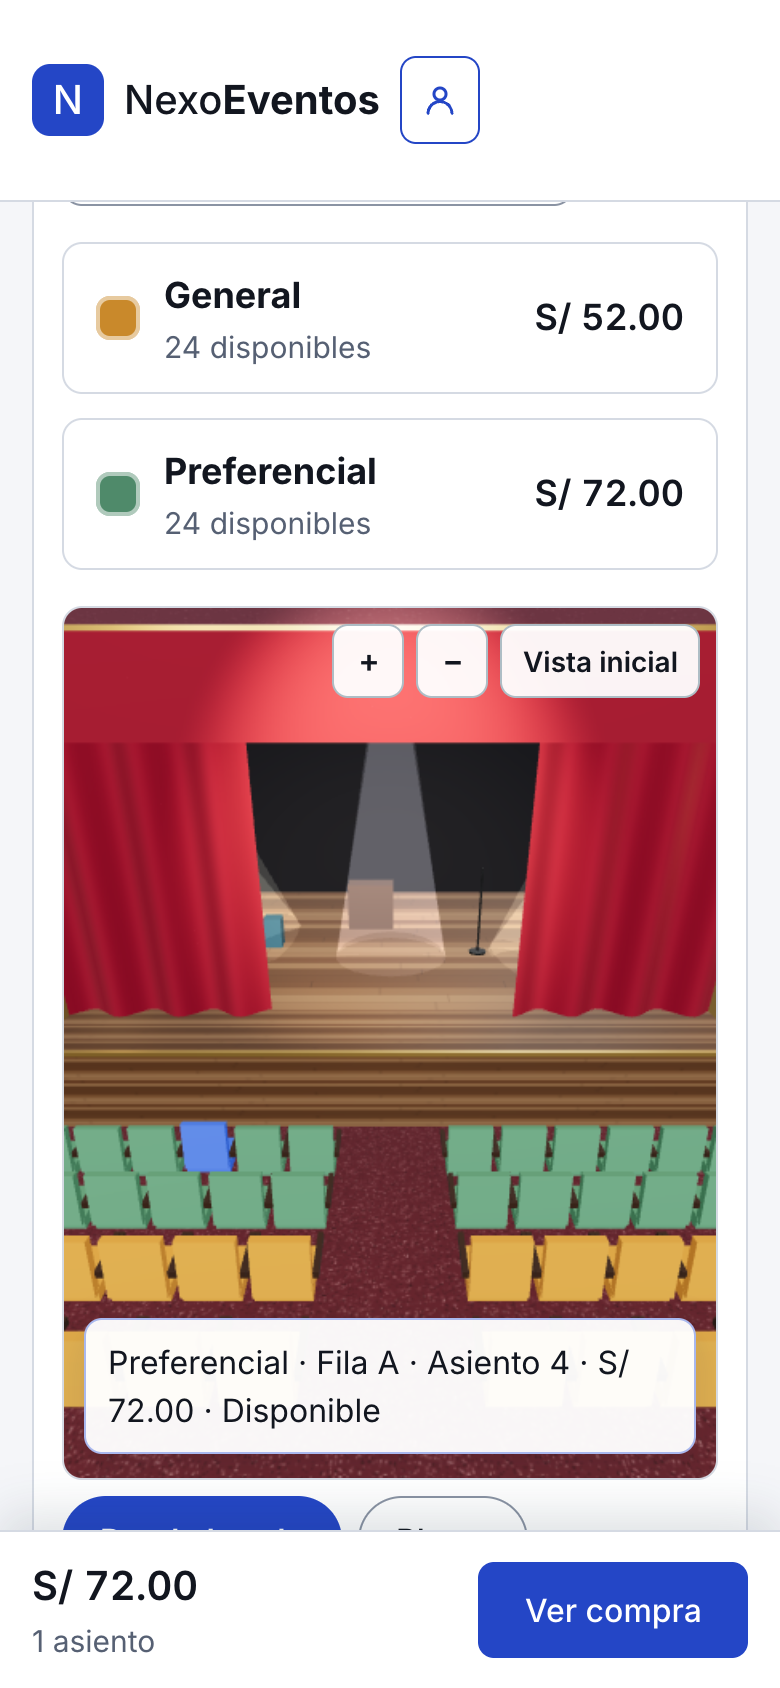 N NexoEventos
General
24 disponibles
S/ 52.00
Preferencial
24 disponibles
S/ 72.00
+ − Vista inicial
Preferencial · Fila A · Asiento 4 · S/
72.00 · Disponible
S/ 72.00
1 asiento
Ver compra